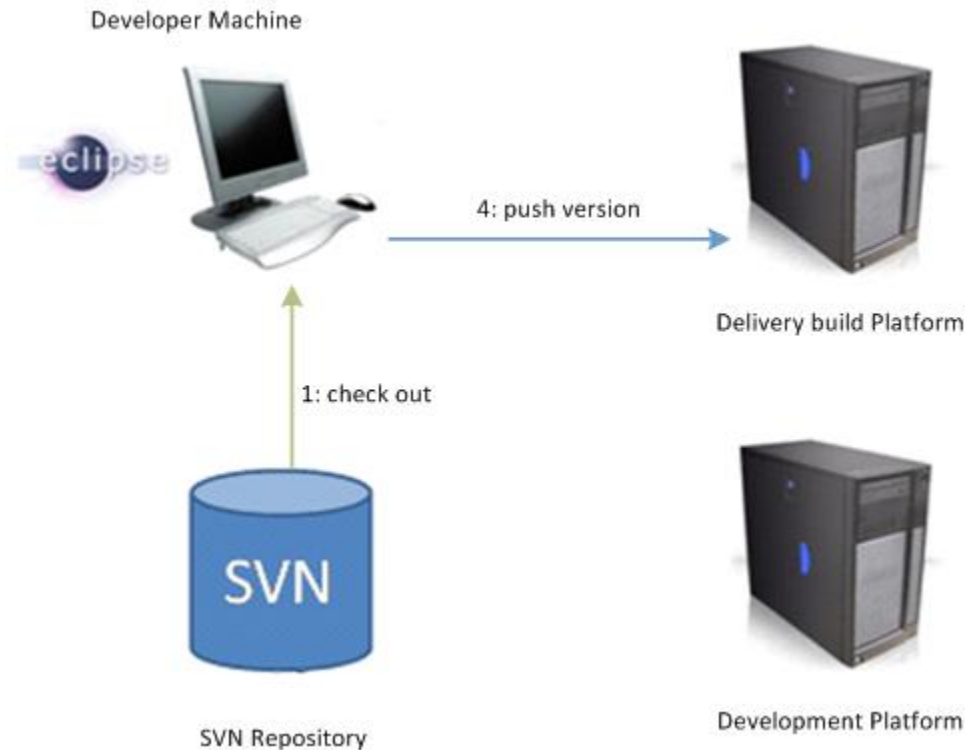 Developer Machine
eclipse
4: push version
Delivery build Platform
1: check out
SVN
SVN Repository
Development Platform